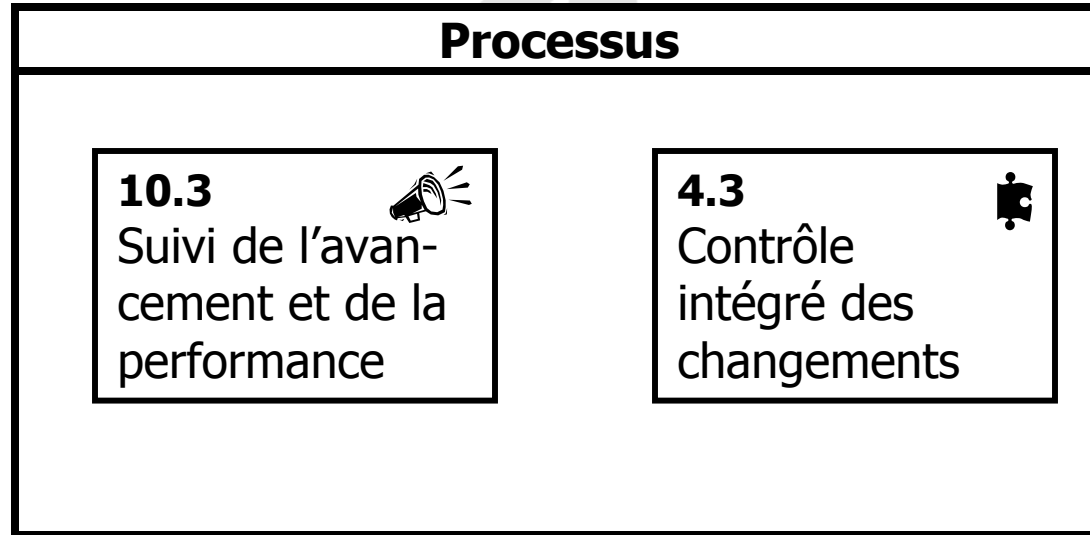 Processus
10.3
Suivi de l’avan-
cement et de la
performance
4.3
Contrôle
intégré des
changements